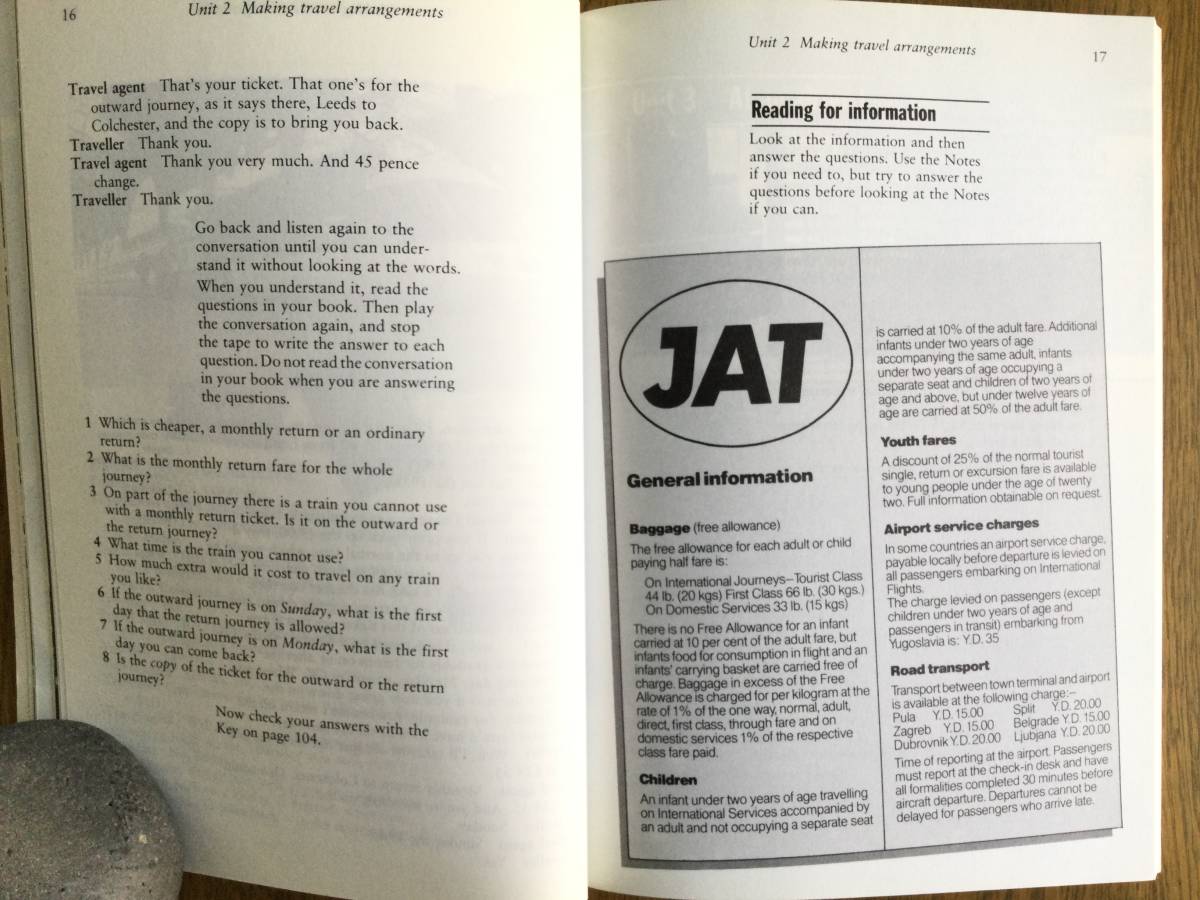 16
Unit 2 Making travel arrangements
Travel agent That's your ticket. That one's for the
outward journey, as it says there, Leeds to
Colchester, and the copy is to bring you back.
Traveller Thank you.
Travel agent Thank you very much. And 45 pence
change.
Traveller Thank you.
Go back and listen again to the
conversation until you can under-
stand it without looking at the words.
When you understand it, read the
questions in your book. Then play
the conversation again, and stop
the tape to write the answer to each
question. Do not read the conversation
in your book when you are answering
the questions.
1 Which is cheaper, a monthly return or an ordinary
return?
2 What is the monthly return fare for the whole
journey?
3 On part of the journey there is a train you cannot use
with a monthly return ticket. Is it on the outward or
the return journey?
4 What time is the train you cannot use?
5 How much extra would it cost to travel on any train
you like?
6 If the outward journey is on Sunday, what is the first
day that the return journey is allowed?
7 If the outward journey is on Monday, what is the first
day you can come back?
8 Is the copy of the ticket for the outward or the return
journey?
Now check your answers with the
Key on page 104.
Unit 2 Making travel arrangements
17
Reading for information
Look at the information and then
answer the questions. Use the Notes
if you need to, but try to answer the
questions before looking at the Notes
if you can.
JAT
General information
Baggage (free allowance)
The free allowance for each adult or child
paying half fare is:
On International Journeys–Tourist Class
44 lb. (20 kgs) First Class 66 lb. (30 kgs.)
On Domestic Services 33 lb. (15 kgs)
There is no Free Allowance for an infant
carried at 10 per cent of the adult fare, but
infants food for consumption in flight and an
infants' carrying basket are carried free of
charge. Baggage in excess of the Free
Allowance is charged for per kilogram at the
rate of 1% of the one way, normal, adult,
direct, first class, through fare and on
domestic services 1% of the respective
class fare paid.
Children
An infant under two years of age travelling
on International Services accompanied by
an adult and not occupying a separate seat
is carried at 10% of the adult fare. Additional
infants under two years of age
accompanying the same adult, infants
under two years of age occupying a
separate seat and children of two years of
age and above, but under twelve years of
age are carried at 50% of the adult fare.
Youth fares
A discount of 25% of the normal tourist
single, return or excursion fare is available
to young people under the age of twenty
two. Full information obtainable on request.
Airport service charges
In some countries an airport service charge,
payable locally before departure is levied on
all passengers embarking on International
Flights.
The charge levied on passengers (except
children under two years of age and
passengers in transit) embarking from
Yugoslavia is: Y.D. 35
Road transport
Transport between town terminal and airport
is available at the following charge:–
Pula Y.D. 15.00 Split Y.D. 20.00
Zagreb Y.D. 15.00 Belgrade Y.D. 15.00
Dubrovnik Y.D. 20.00 Ljubjana Y.D. 20.00
Time of reporting at the airport. Passengers
must report at the check-in desk and have
all formalities completed 30 minutes before
aircraft departure. Departures cannot be
delayed for passengers who arrive late.